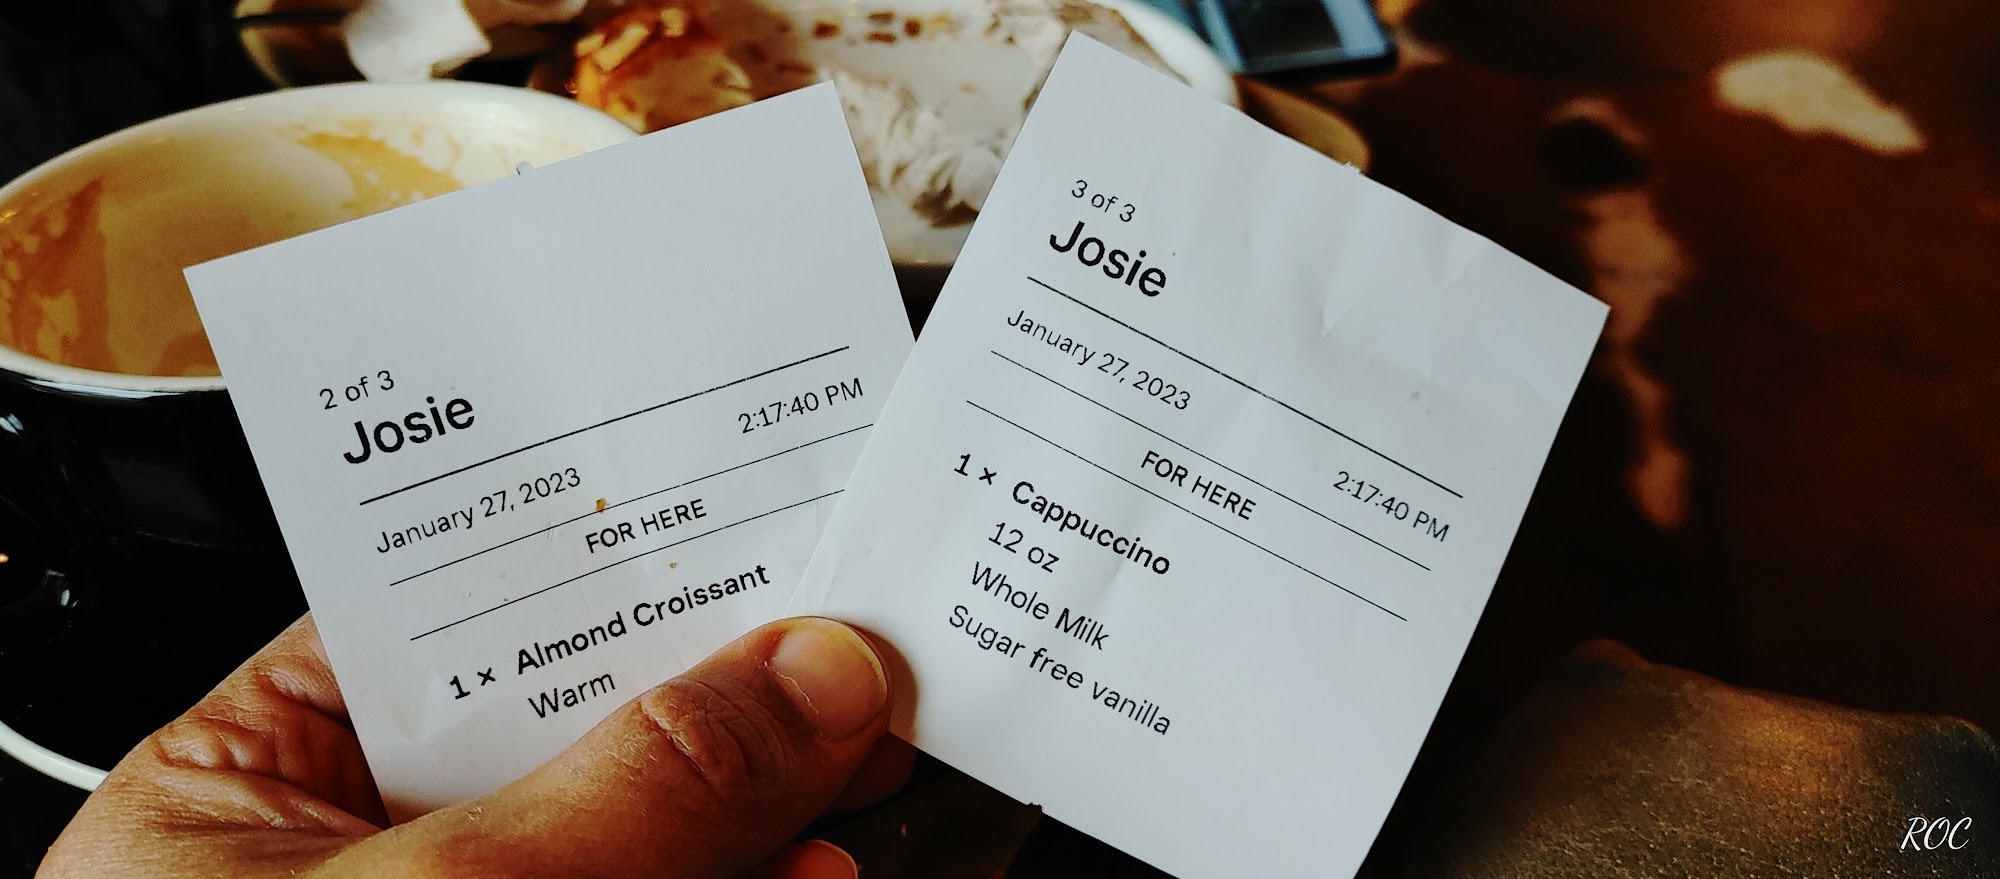 2 of 3
Josie
January 27, 2023 2:17:40 PM
FOR HERE
1 × Almond Croissant
Warm
3 of 3
Josie
January 27, 2023 2:17:40 PM
FOR HERE
1 × Cappuccino
12 oz
Whole Milk
Sugar free vanilla
ROC